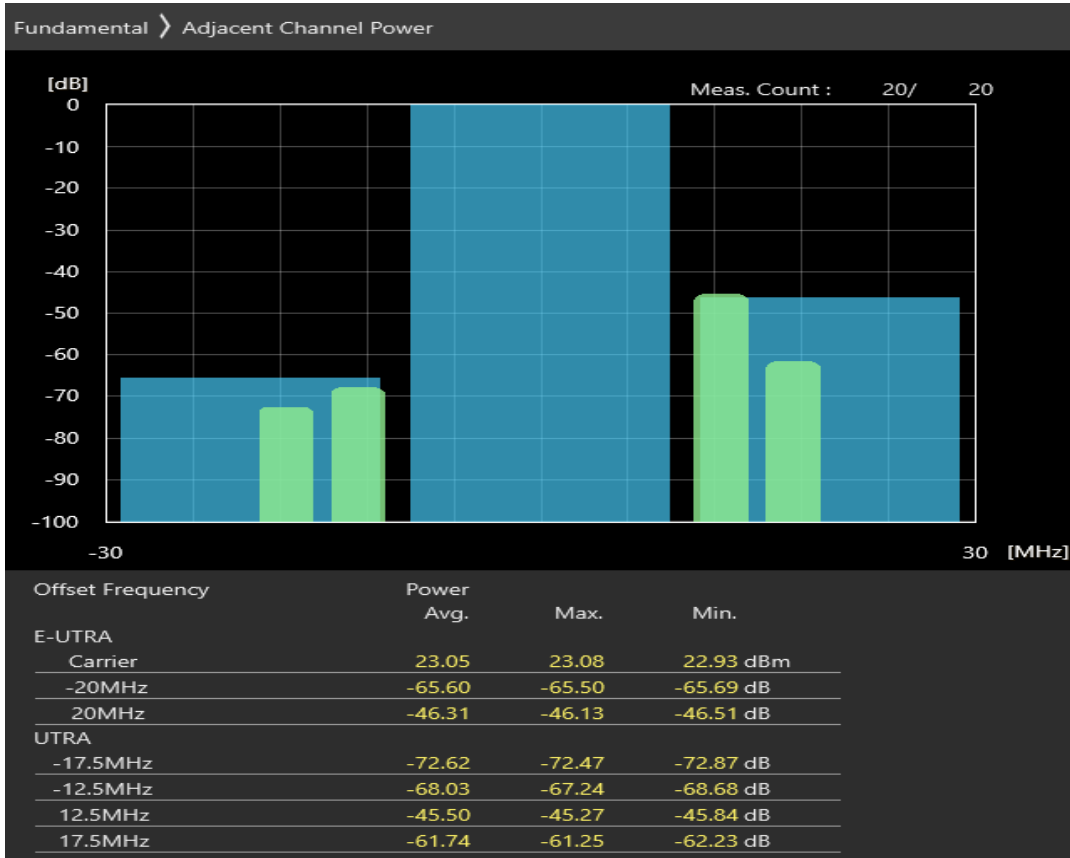 Fundamental 〉 Adjacent Channel Power
[dB]
Meas. Count : 20/ 20
0
-10
-20
-30
-40
-50
-60
-70
-80
-90
-100
-30 30 [MHz]
Offset Frequency Power
Avg. Max. Min.
E-UTRA
Carrier 23.05 23.08 22.93 dBm
-20MHz -65.60 -65.50 -65.69 dB
20MHz -46.31 -46.13 -46.51 dB
UTRA
-17.5MHz -72.62 -72.47 -72.87 dB
-12.5MHz -68.03 -67.24 -68.68 dB
12.5MHz -45.50 -45.27 -45.84 dB
17.5MHz -61.74 -61.25 -62.23 dB